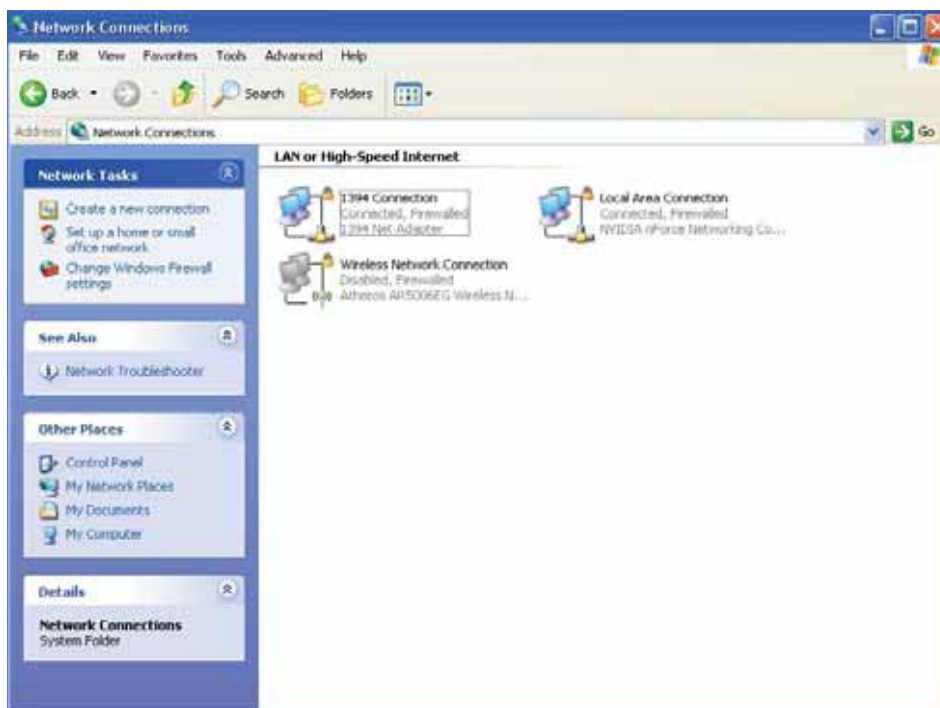 Network Connections
File Edit View Favorites Tools Advanced Help
Back Search Folders
Address Network Connections Go
Network Tasks
Create a new connection
Set up a home or small
office network
Change Windows Firewall
settings
See Also
Network Troubleshooter
Other Places
Control Panel
My Network Places
My Documents
My Computer
Details
Network Connections
System Folder
LAN or High-Speed Internet
1394 Connection
Connected, Firewalled
1394 Net Adapter
Local Area Connection
Connected, Firewalled
NVIDIA nForce Networking Co...
Wireless Network Connection
Disabled, Firewalled
Atheros AR5006EG Wireless N...